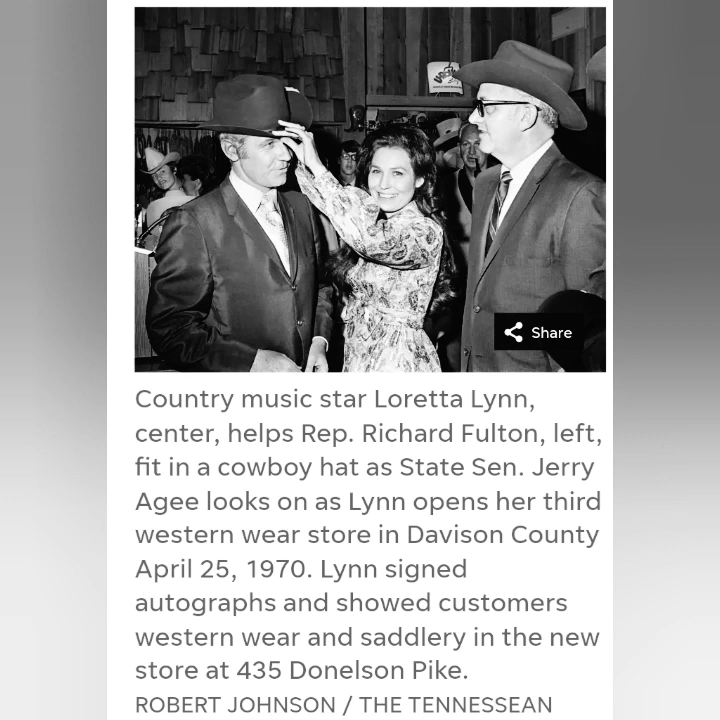 Share
Country music star Loretta Lynn,
center, helps Rep. Richard Fulton, left,
fit in a cowboy hat as State Sen. Jerry
Agee looks on as Lynn opens her third
western wear store in Davison County
April 25, 1970. Lynn signed
autographs and showed customers
western wear and saddlery in the new
store at 435 Donelson Pike.
ROBERT JOHNSON / THE TENNESSEAN